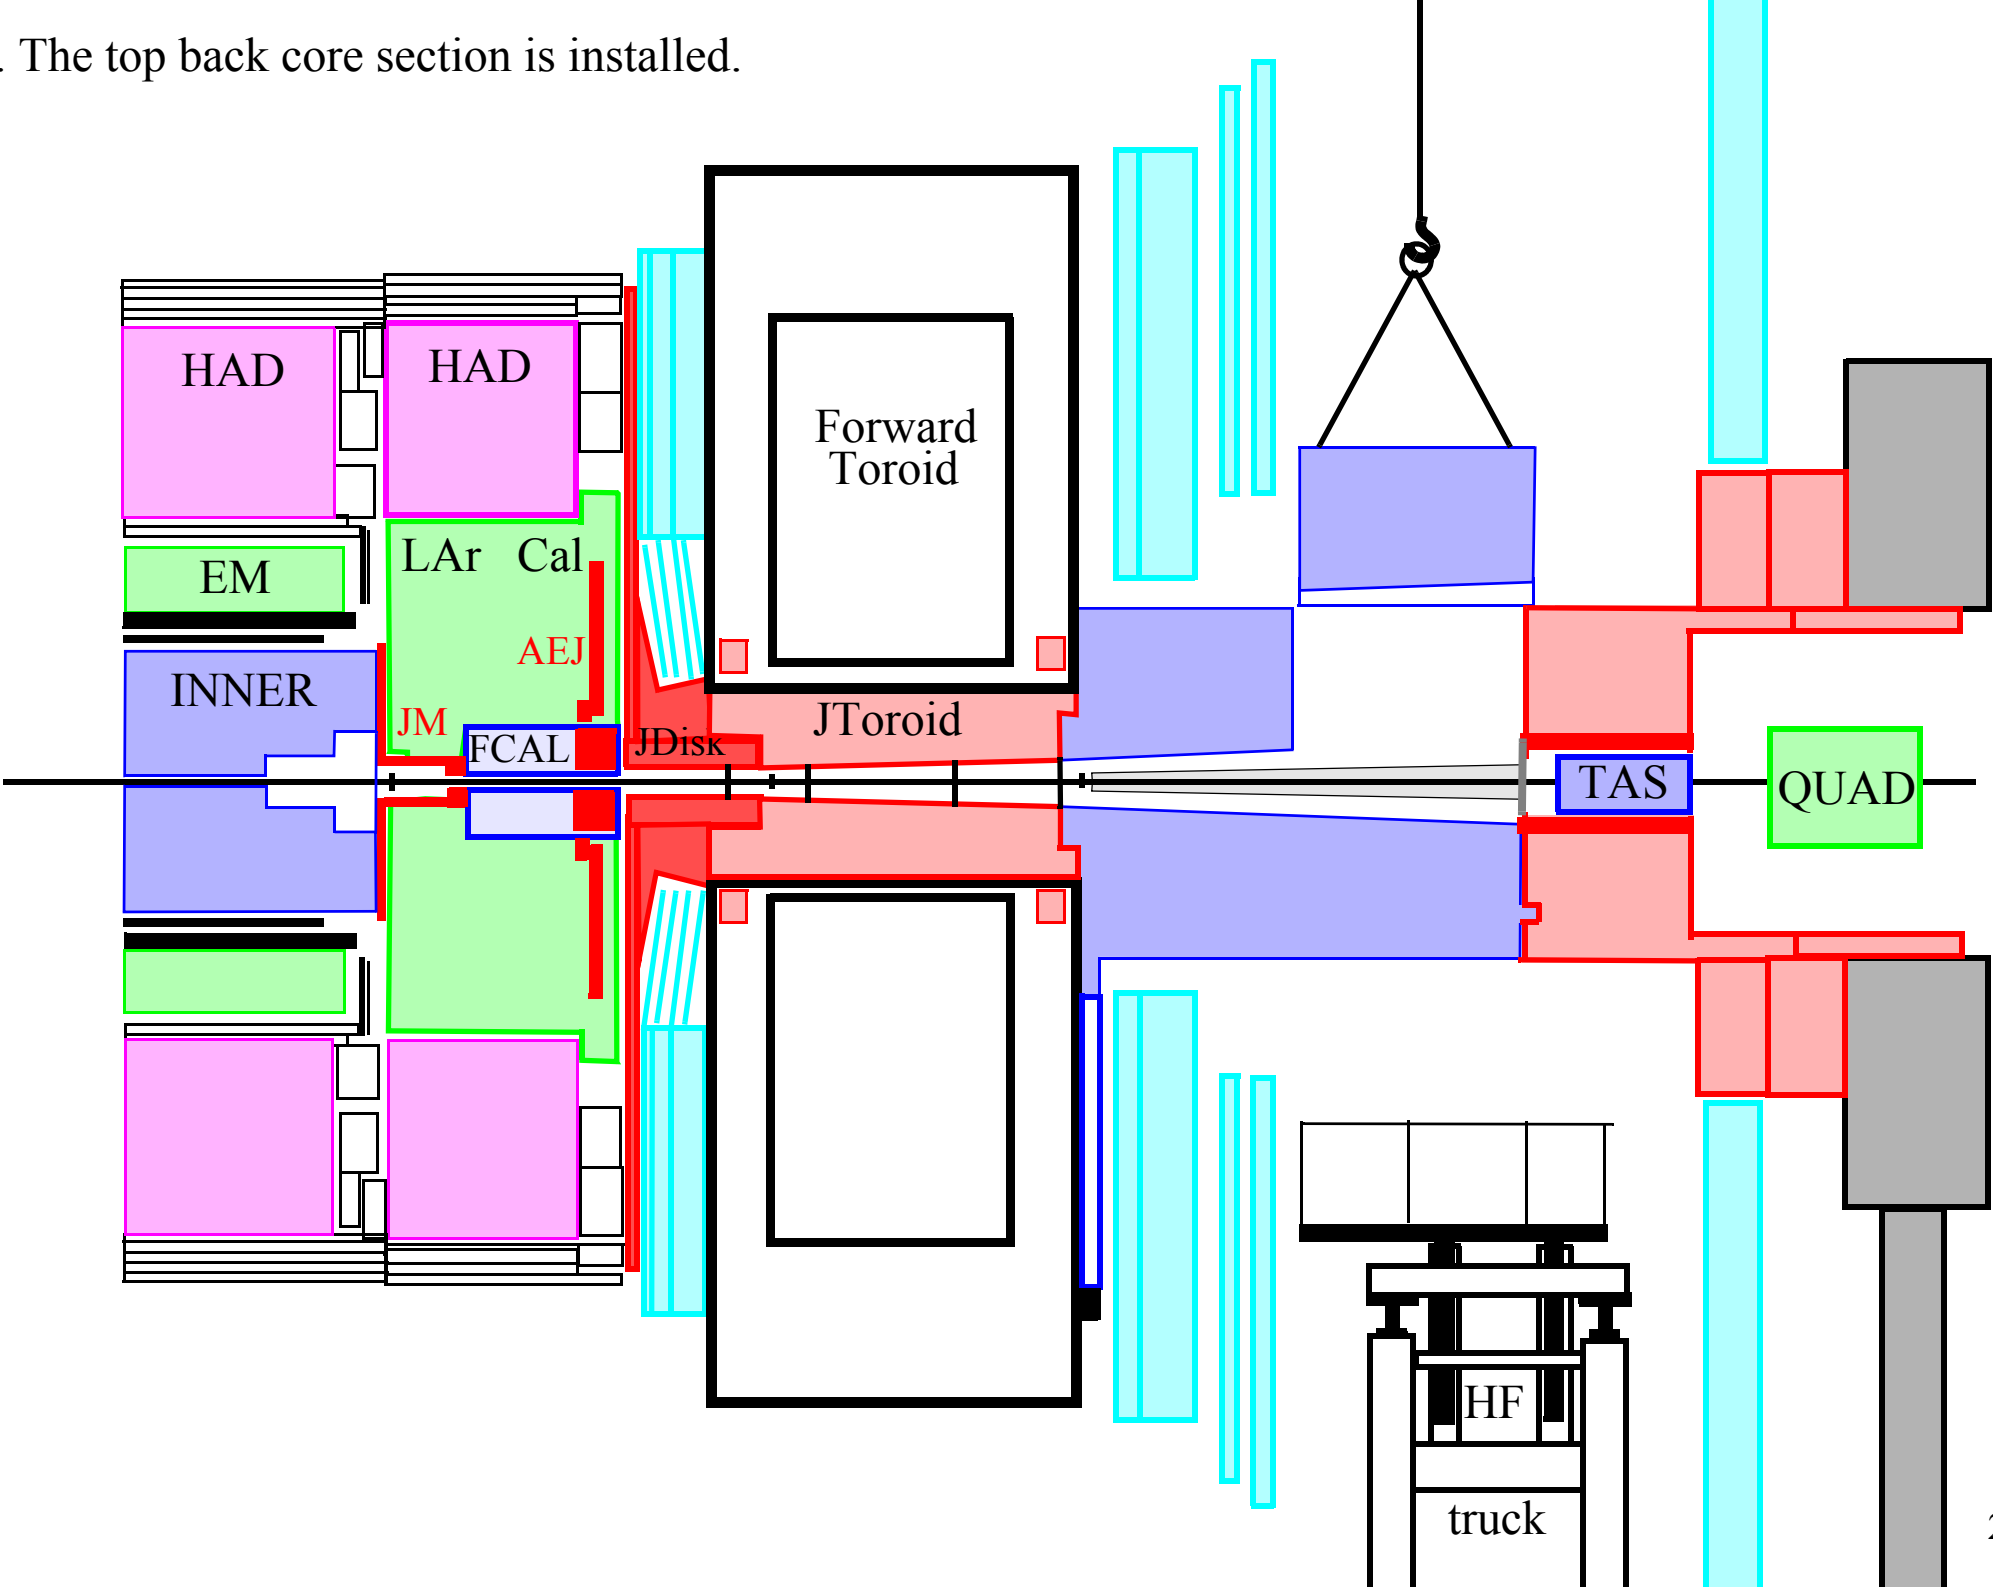 . The top back core section is installed.
HAD
HAD
Forward
Toroid
LAr Cal
EM
AEJ
INNER
JM
JToroid
FCAL
JDisk
TAS
QUAD
HF
truck